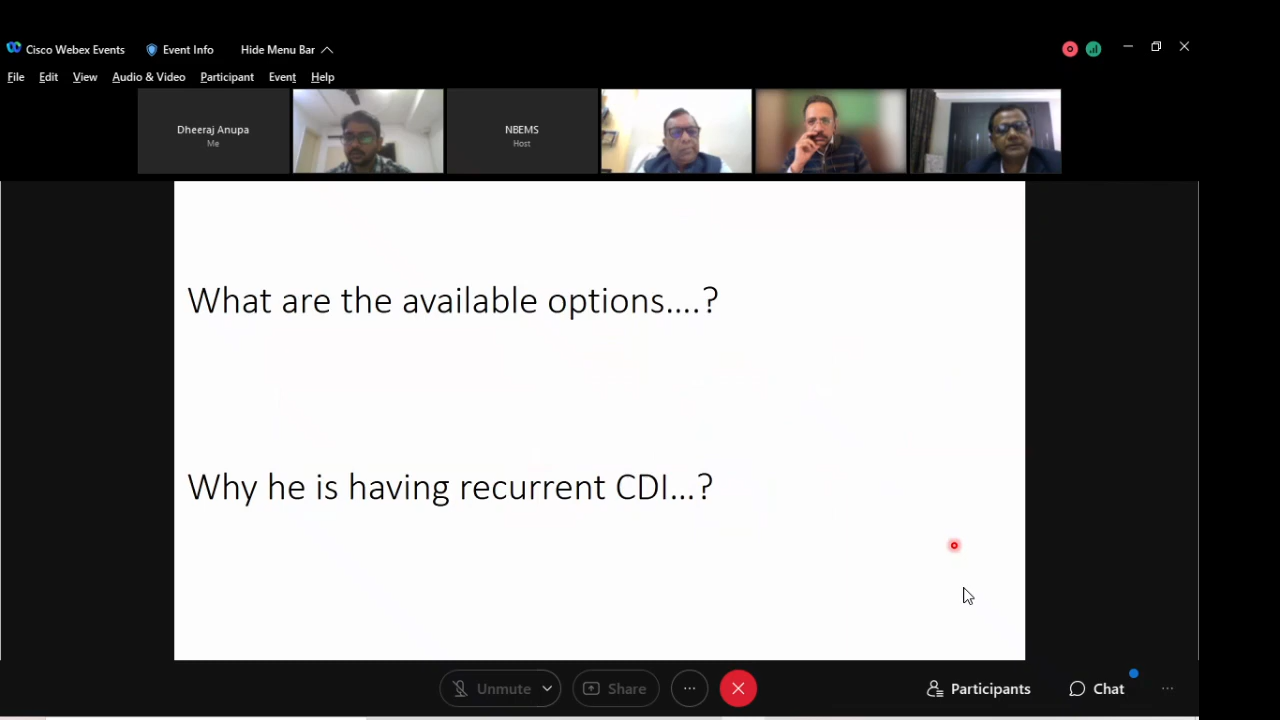 Cisco Webex Events Event Info Hide Menu Bar
File Edit View Audio & Video Participant Event Help
Dheeraj Anupa
Me
NBEMS
Host
What are the available options....?
Why he is having recurrent CDI...?
Unmute Share Participants Chat